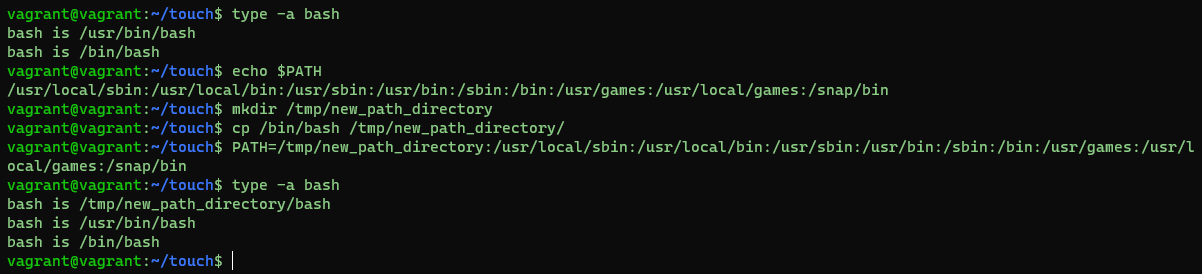 vagrant@vagrant:~/touch$ type -a bash
bash is /usr/bin/bash
bash is /bin/bash
vagrant@vagrant:~/touch$ echo $PATH
/usr/local/sbin:/usr/local/bin:/usr/sbin:/usr/bin:/sbin:/bin:/usr/games:/usr/local/games:/snap/bin
vagrant@vagrant:~/touch$ mkdir /tmp/new_path_directory
vagrant@vagrant:~/touch$ cp /bin/bash /tmp/new_path_directory/
vagrant@vagrant:~/touch$ PATH=/tmp/new_path_directory:/usr/local/sbin:/usr/local/bin:/usr/sbin:/usr/bin:/sbin:/bin:/usr/games:/usr/l
ocal/games:/snap/bin
vagrant@vagrant:~/touch$ type -a bash
bash is /tmp/new_path_directory/bash
bash is /usr/bin/bash
bash is /bin/bash
vagrant@vagrant:~/touch$